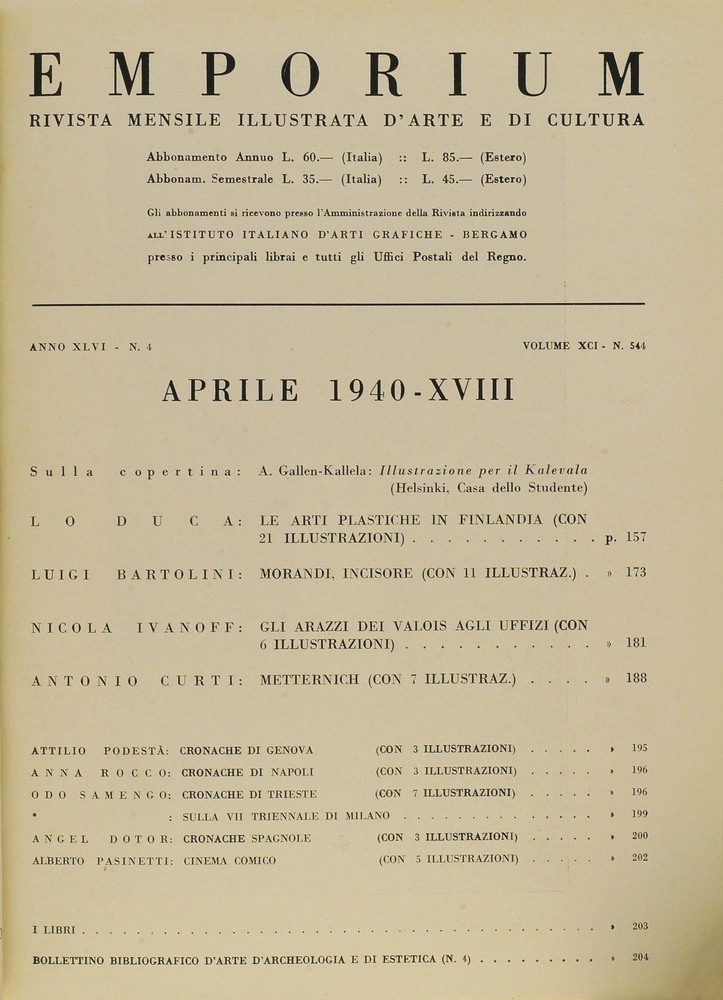 EMPORIUM
RIVISTA MENSILE ILLUSTRATA D'ARTE E DI CULTURA
Abbonamento Annuo L. 60.— (Italia) :: L. 85.— (Estero)
Abbonam. Semestrale L. 35.— (Italia) :: L. 45.— (Estero)
Gli abbonamenti si ricevono presso l'Amministrazione della Rivista indirizzando
ALL'ISTITUTO ITALIANO D'ARTI GRAFICHE - BERGAMO
presso i principali librai e tutti gli Uffici Postali del Regno.
ANNO XLVI - N. 4 VOLUME XCI - N. 544
APRILE 1940-XVIII
Sulla copertina: A. Gallen-Kallela: Illustrazione per il Kalevala
(Helsinki, Casa dello Studente)
LO DUCA: LE ARTI PLASTICHE IN FINLANDIA (CON
21 ILLUSTRAZIONI) . . . . . . . . . . . p. 157
LUIGI BARTOLINI: MORANDI, INCISORE (CON 11 ILLUSTRAZ.) . » 173
NICOLA IVANOFF: GLI ARAZZI DEI VALOIS AGLI UFFIZI (CON
6 ILLUSTRAZIONI) . . . . . . . . . . . » 181
ANTONIO CURTI: METTERNICH (CON 7 ILLUSTRAZ.) . . . . » 188
ATTILIO PODESTÀ: CRONACHE DI GENOVA (CON 3 ILLUSTRAZIONI) . . . . . » 195
ANNA ROCCO: CRONACHE DI NAPOLI (CON 3 ILLUSTRAZIONI) . . . . . » 196
ODO SAMENGO: CRONACHE DI TRIESTE (CON 7 ILLUSTRAZIONI) . . . . . » 196
* : SULLA VII TRIENNALE DI MILANO . . . . . . . . . . . . . . » 199
ANGEL DOTOR: CRONACHE SPAGNOLE (CON 3 ILLUSTRAZIONI) . . . . . » 200
ALBERTO PASINETTI: CINEMA COMICO (CON 5 ILLUSTRAZIONI) . . . . . » 202
I LIBRI . . . . . . . . . . . . . . . . . . . . . . . . . . . . . . . . . . . . . . » 203
BOLLETTINO BIBLIOGRAFICO D'ARTE D'ARCHEOLOGIA E DI ESTETICA (N. 4) . . . . . . . . . » 204